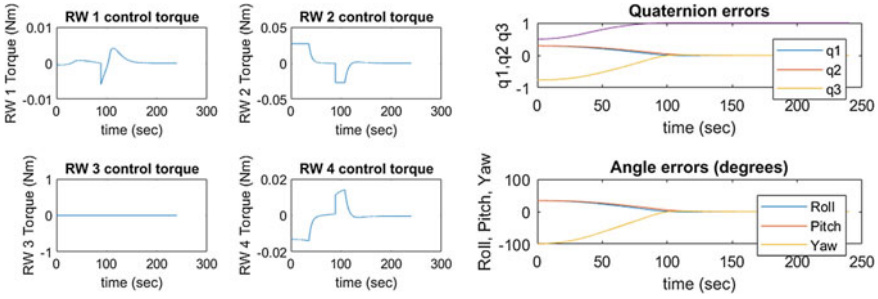 RW 1 control torque
RW 1 Torque (Nm)
0.01
0
-0.01
0 100 200 300
time (sec)
RW 2 control torque
RW 2 Torque (Nm)
0.05
0
-0.05
0 100 200 300
time (sec)
Quaternion errors
q1,q2 q3
1
0
-1
0 50 100 150 200 250
time (sec)
q1
q2
q3
RW 3 control torque
RW 3 Torque (Nm)
1
0
-1
0 100 200 300
time (sec)
RW 4 control torque
RW 4 Torque (Nm)
0.02
0
-0.02
0 100 200 300
time (sec)
Angle errors (degrees)
Roll, Pitch, Yaw
100
0
-100
0 50 100 150 200 250
time (sec)
Roll
Pitch
Yaw